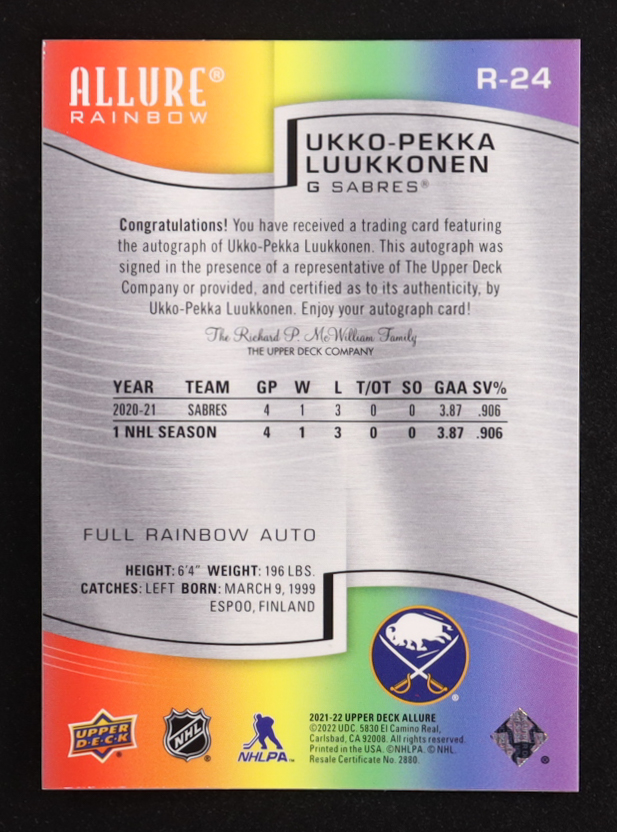 ALLURE®
RAINBOW
R-24
UKKO-PEKKA
LUUKKONEN
G SABRES®
Congratulations! You have received a trading card featuring
the autograph of Ukko-Pekka Luukkonen. This autograph was
signed in the presence of a representative of The Upper Deck
Company or provided, and certified as to its authenticity, by
Ukko-Pekka Luukkonen. Enjoy your autograph card!
The Richard P. McWilliam Family
THE UPPER DECK COMPANY
YEAR TEAM GP W L T/OT SO GAA SV%
2020-21 SABRES 4 1 3 0 0 3.87 .906
1 NHL SEASON 4 1 3 0 0 3.87 .906
FULL RAINBOW AUTO
HEIGHT: 6'4" WEIGHT: 196 LBS.
CATCHES: LEFT BORN: MARCH 9, 1999
ESPOO, FINLAND
UPPER
D·E·C·K
NHL
NHLPA
2021-22 UPPER DECK ALLURE
©2022 UDC. 5830 El Camino Real,
Carlsbad, CA 92008. All rights reserved.
Printed in the USA. ©NHLPA. © NHL.
Resale Certificate No. 2880.